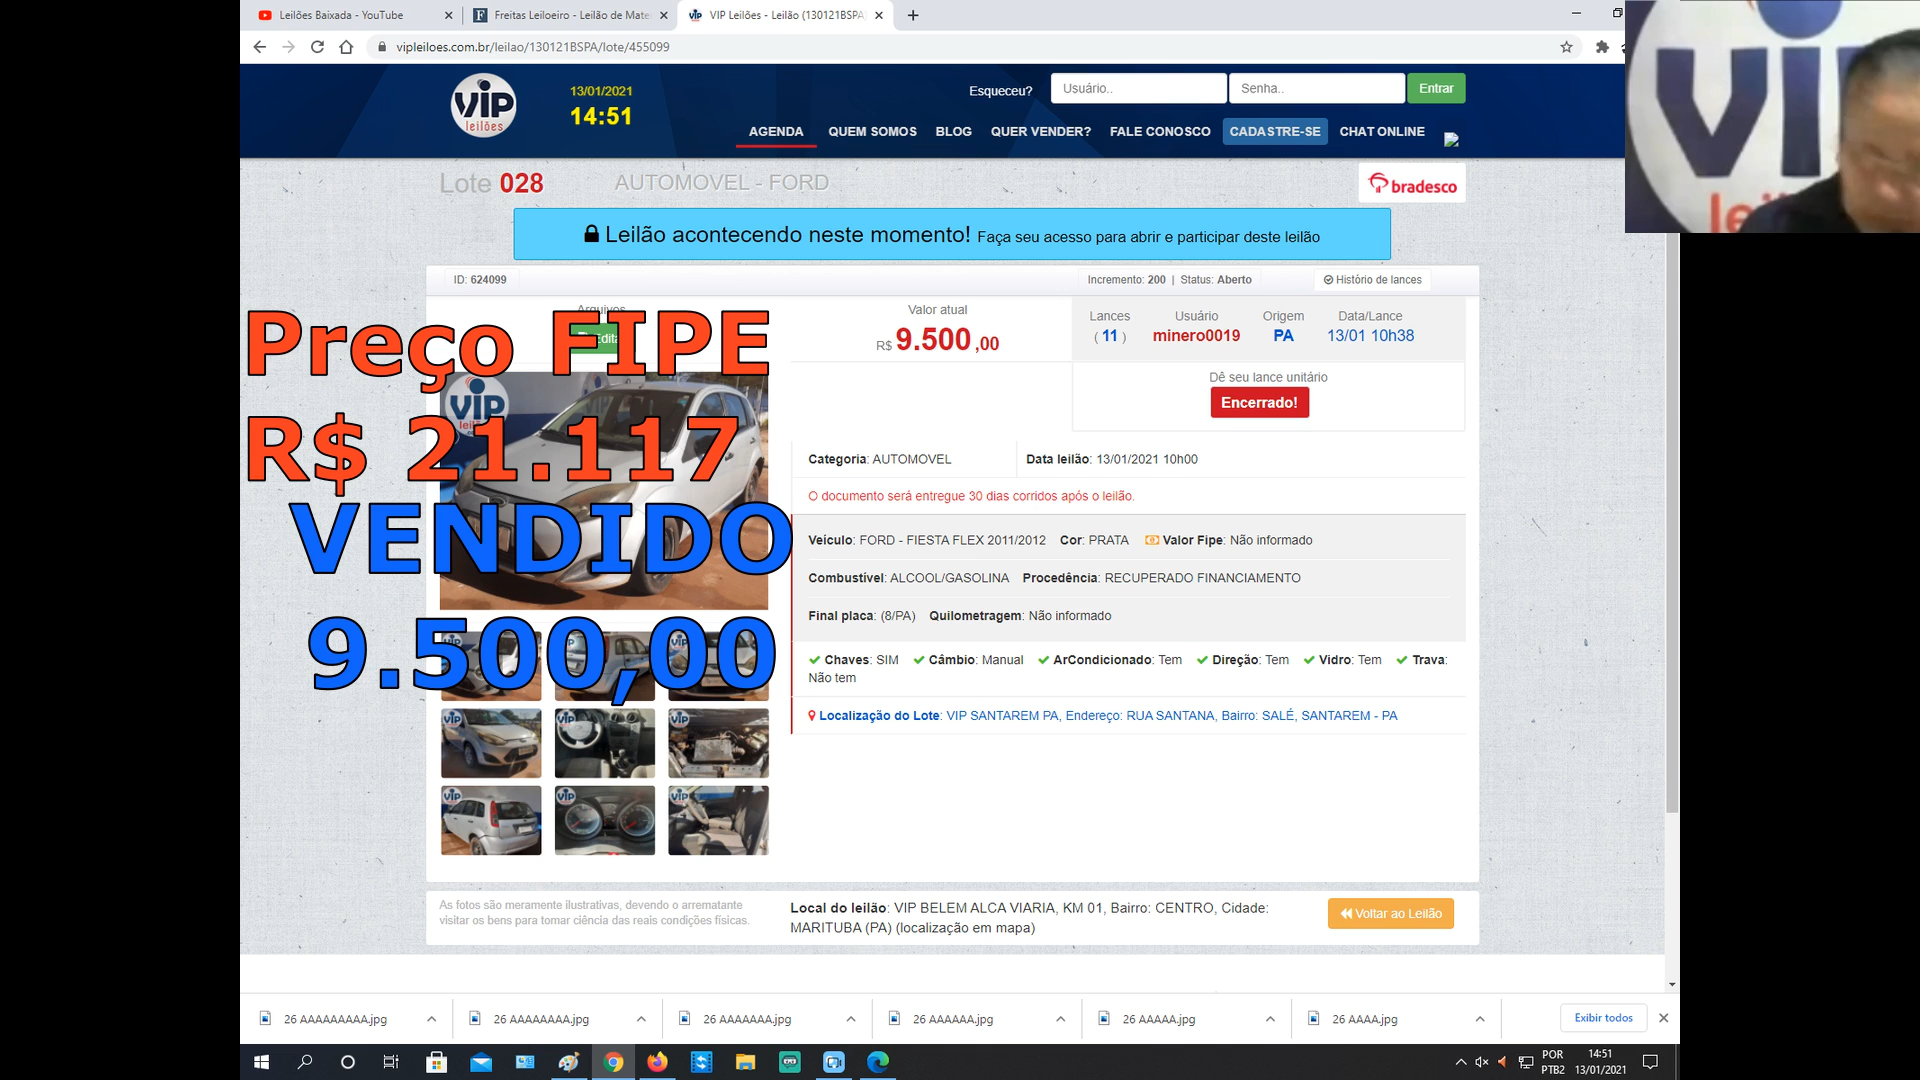 Leilões Baixada - YouTube
Freitas Leiloeiro - Leilão de Mate
VIP Leilões - Leilão (130121BSPA
vipleiloes.com.br/leilao/130121BSPA/lote/455099
VIP
leilões
13/01/2021
14:51
Esqueceu?
Usuário..
Senha..
Entrar
AGENDA
QUEM SOMOS
BLOG
QUER VENDER?
FALE CONOSCO
CADASTRE-SE
CHAT ONLINE
Lote 028
AUTOMOVEL - FORD
bradesco
Leilão acontecendo neste momento! Faça seu acesso para abrir e participar deste leilão
ID: 624099
Incremento: 200 | Status: Aberto
Histório de lances
Arquivos
Edita
Valor atual
R$ 9.500,00
Lances
( 11 )
Usuário
minero0019
Origem
PA
Data/Lance
13/01 10h38
Dê seu lance unitário
Encerrado!
Preço FIPE
R$ 21.117
VENDIDO
9.500,00
Categoria: AUTOMOVEL
Data leilão: 13/01/2021 10h00
O documento será entregue 30 dias corridos após o leilão.
Veículo: FORD - FIESTA FLEX 2011/2012 Cor: PRATA Valor Fipe: Não informado
Combustível: ALCOOL/GASOLINA Procedência: RECUPERADO FINANCIAMENTO
Final placa: (8/PA) Quilometragem: Não informado
Chaves: SIM Câmbio: Manual ArCondicionado: Tem Direção: Tem Vidro: Tem Trava:
Não tem
Localização do Lote: VIP SANTAREM PA, Endereço: RUA SANTANA, Bairro: SALÉ, SANTAREM - PA
As fotos são meramente ilustrativas, devendo o arrematante
visitar os bens para tomar ciência das reais condições físicas.
Local do leilão: VIP BELEM ALCA VIARIA, KM 01, Bairro: CENTRO, Cidade:
MARITUBA (PA) (localização em mapa)
Voltar ao Leilão
26 AAAAAAAAA.jpg
26 AAAAAAAA.jpg
26 AAAAAAA.jpg
26 AAAAAA.jpg
26 AAAAA.jpg
26 AAAA.jpg
Exibir todos
POR
PTB2
14:51
13/01/2021